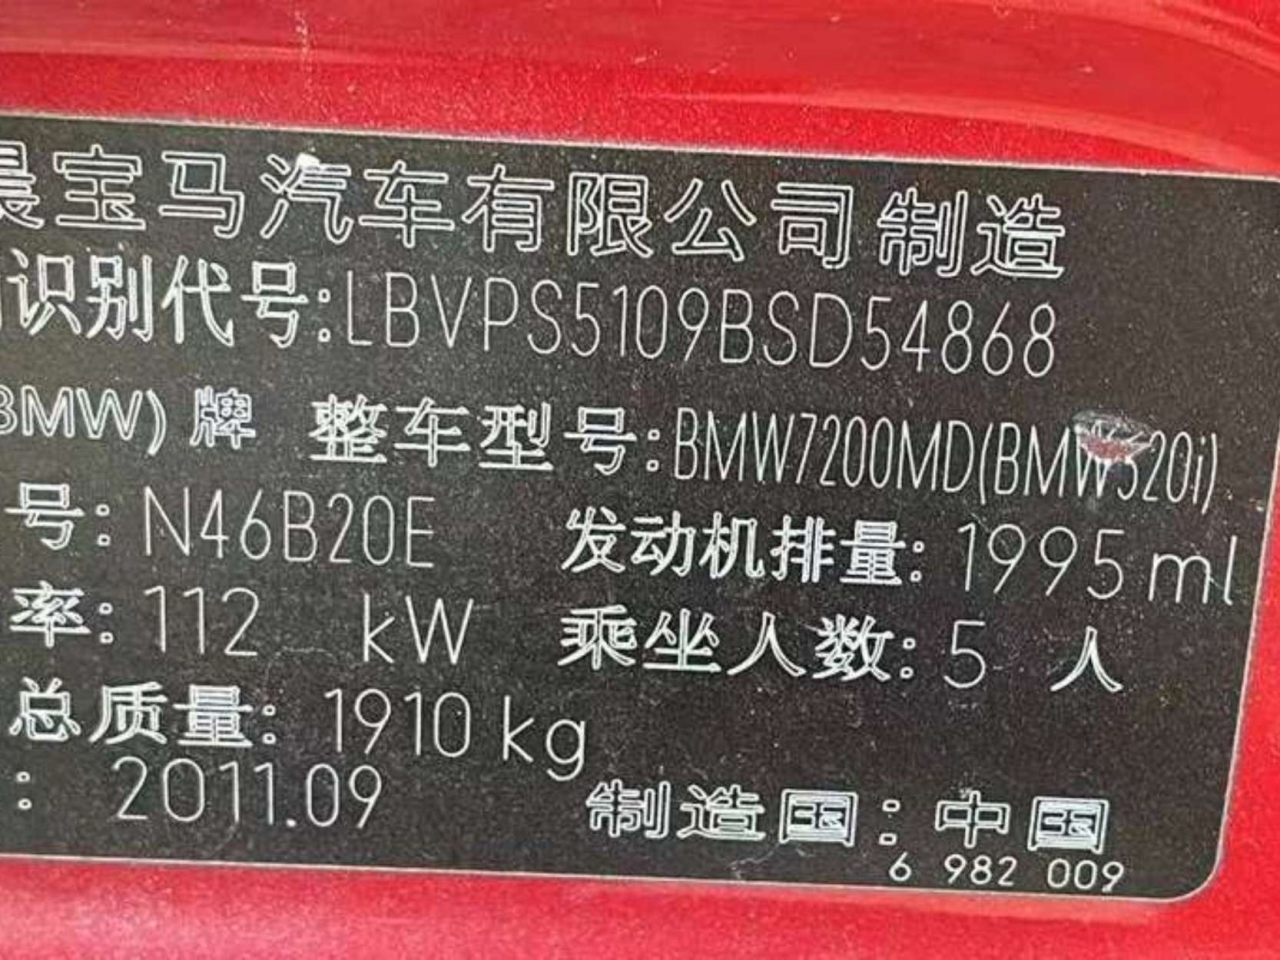 晨宝马汽车有限公司制造
识别代号:LBVPS5109BSD54868
BMW)牌 整车型号:BMW7200MD(BMW320i)
号:N46B20E 发动机排量:1995ml
率:112 kW 乘坐人数:5 人
总质量:1910kg
:2011.09 制造国:中国
6 982 009